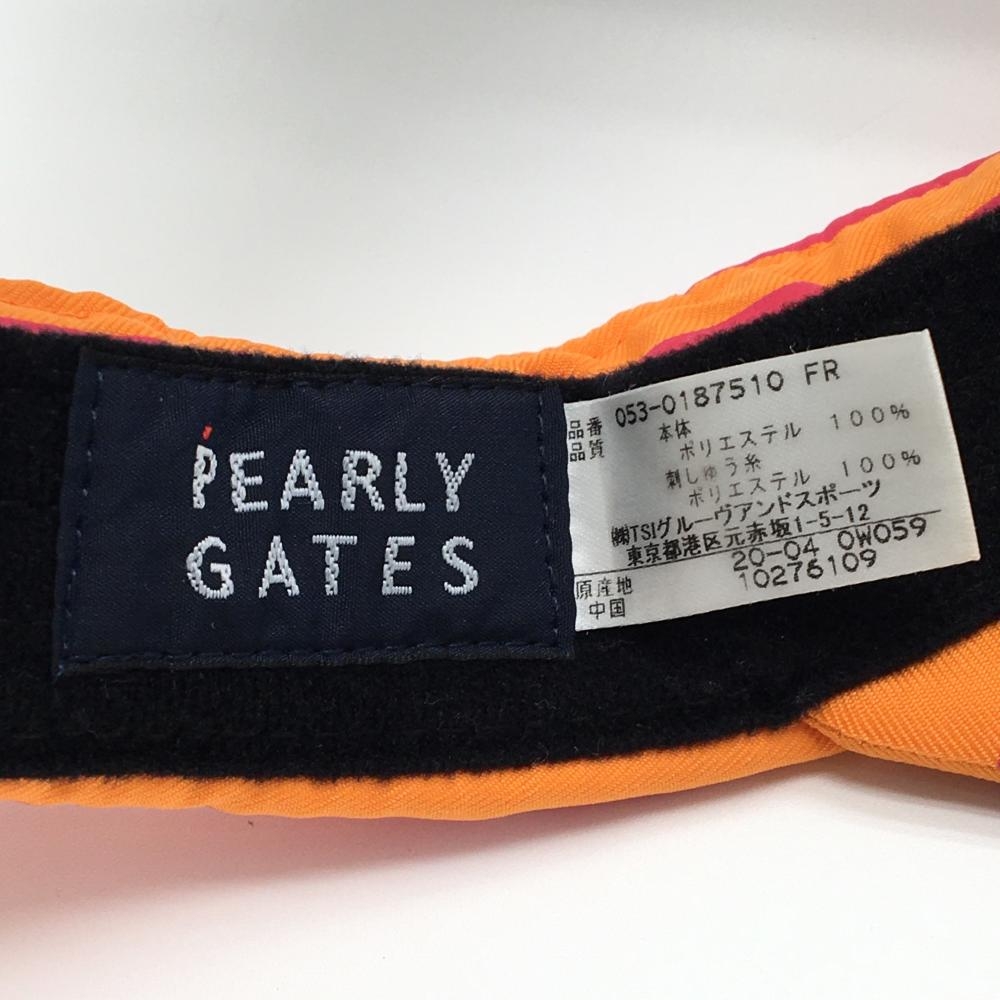 PEARLY
GATES
品番 053-0187510 FR
品質 本体
ポリエステル 100%
刺しゅう糸
ポリエステル 100%
㈱TSIグルーヴアンドスポーツ
東京都港区元赤坂1-5-12
20-04 0W059
原産地 10276109
中国